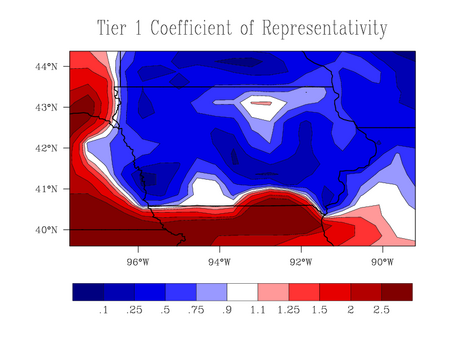 Tier 1 Coefficient of Representativity
44°N
43°N
42°N
41°N
40°N
96°W 94°W 92°W 90°W
.1 .25 .5 .75 .9 1.1 1.25 1.5 2 2.5